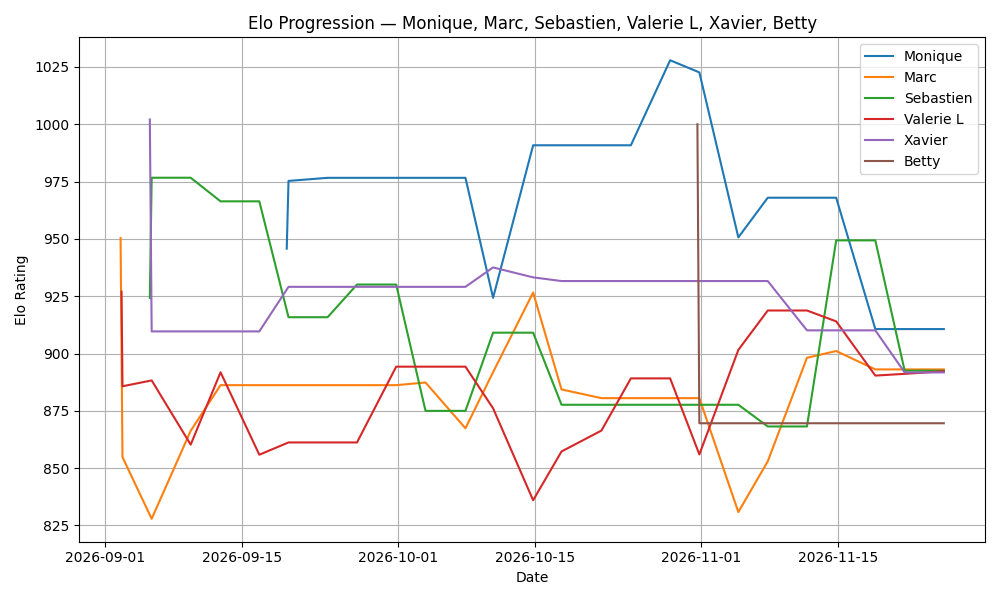 Elo Progression — Monique, Marc, Sebastien, Valerie L, Xavier, Betty
Elo Rating
1025
1000
975
950
925
900
875
850
825
Monique
Marc
Sebastien
Valerie L
Xavier
Betty
2026-09-01 2026-09-15 2026-10-01 2026-10-15 2026-11-01 2026-11-15
Date